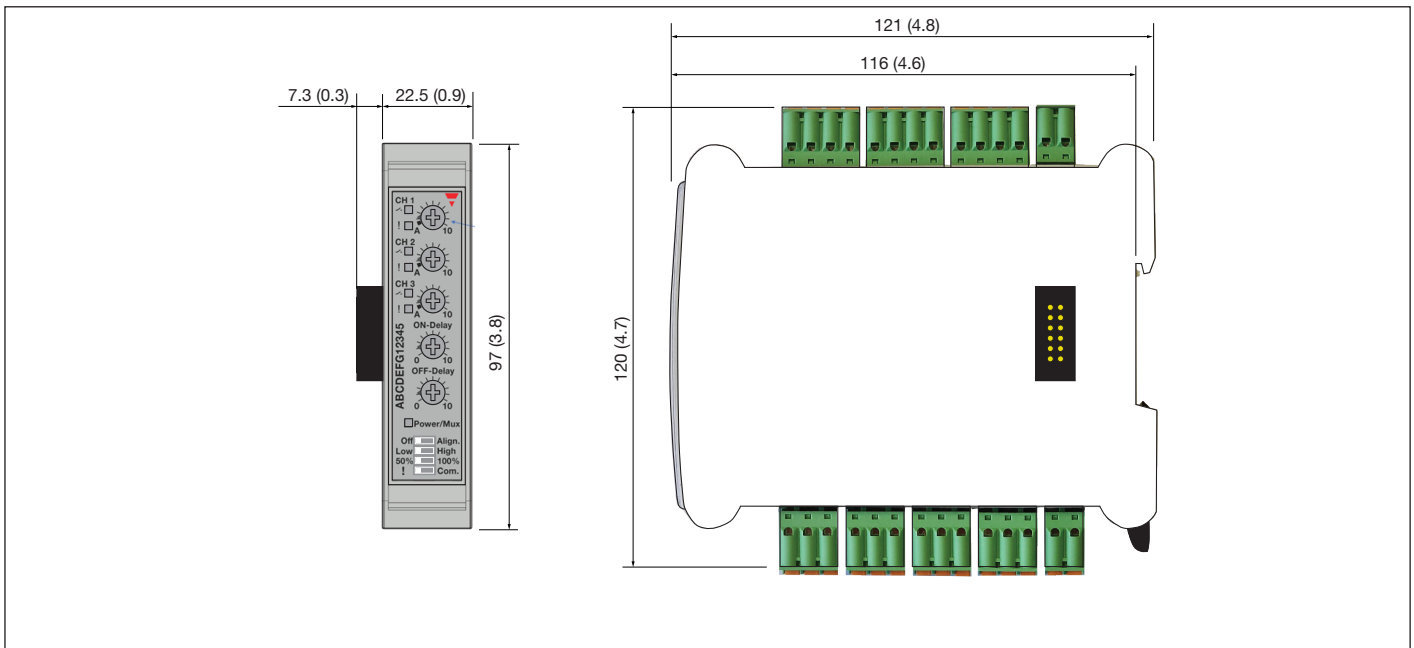 121 (4.8)
116 (4.6)
7.3 (0.3)
22.5 (0.9)
120 (4.7)
97 (3.8)
CH 1
!
A
10
CH 2
!
A
10
CH 3
!
A
10
ON-Delay
0
10
OFF-Delay
0
10
ABCDEFG12345
Power/Mux
Off Align.
Low High
50% 100%
! Com.